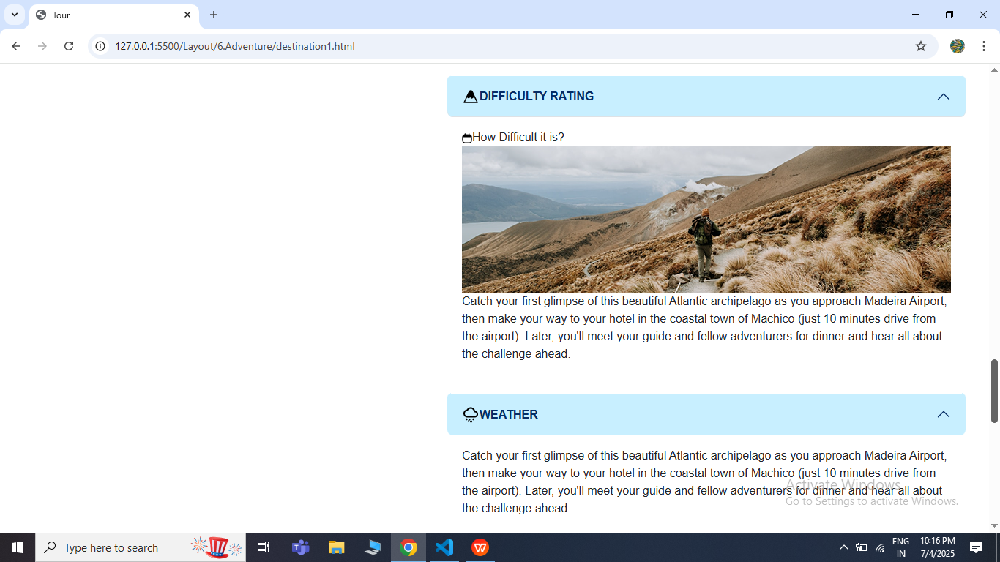 Tour
127.0.0.1:5500/Layout/6.Adventure/destination1.html
DIFFICULTY RATING
How Difficult it is?
Catch your first glimpse of this beautiful Atlantic archipelago as you approach Madeira Airport,
then make your way to your hotel in the coastal town of Machico (just 10 minutes drive from
the airport). Later, you'll meet your guide and fellow adventurers for dinner and hear all about
the challenge ahead.
WEATHER
Catch your first glimpse of this beautiful Atlantic archipelago as you approach Madeira Airport,
then make your way to your hotel in the coastal town of Machico (just 10 minutes drive from
the airport). Later, you'll meet your guide and fellow adventurers for dinner and hear all about
the challenge ahead.
Activate Windows
Go to Settings to activate Windows.
Type here to search
ENG
IN
10:16 PM
7/4/2025